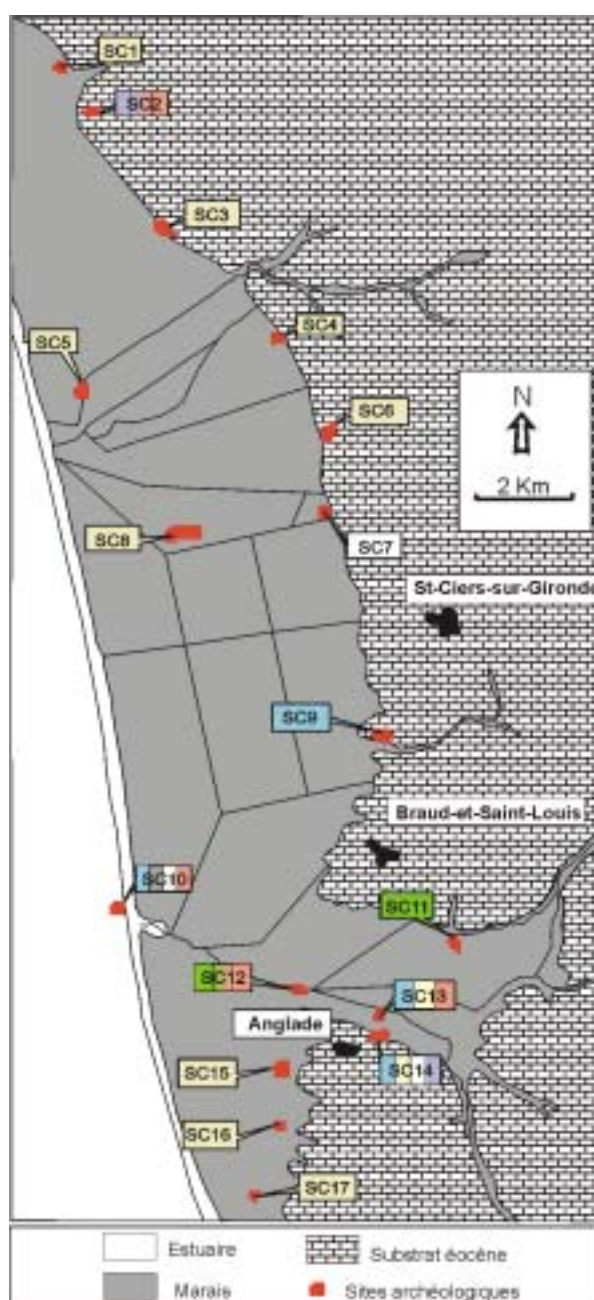 SC1
SC2
SC3
SC4
SC5
SC6
N
2 Km
SC8
SC7
St-Ciers-sur-Gironde
SC9
Braud-et-Saint-Louis
SC10
SC11
SC12
SC13
Anglade
SC14
SC15
SC16
SC17
Estuaire
Substrat éocène
Marais
Sites archéologiques